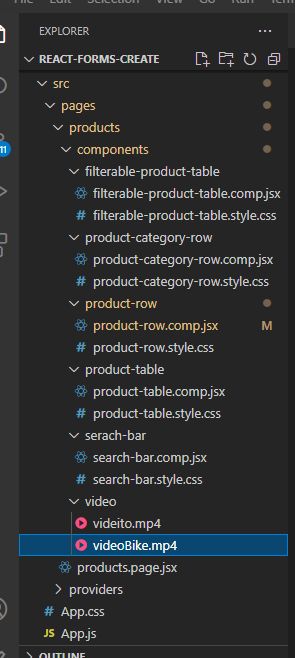 File Edit Selection View Go Run Term
EXPLORER
REACT-FORMS-CREATE
src
pages
products
components
filterable-product-table
filterable-product-table.comp.jsx
# filterable-product-table.style.css
product-category-row
product-category-row.comp.jsx
# product-category-row.style.css
product-row
product-row.comp.jsx M
# product-row.style.css
product-table
product-table.comp.jsx
# product-table.style.css
serach-bar
search-bar.comp.jsx
# search-bar.style.css
video
videito.mp4
videoBike.mp4
products.page.jsx
providers
# App.css
JS App.js
OUTLINE
11